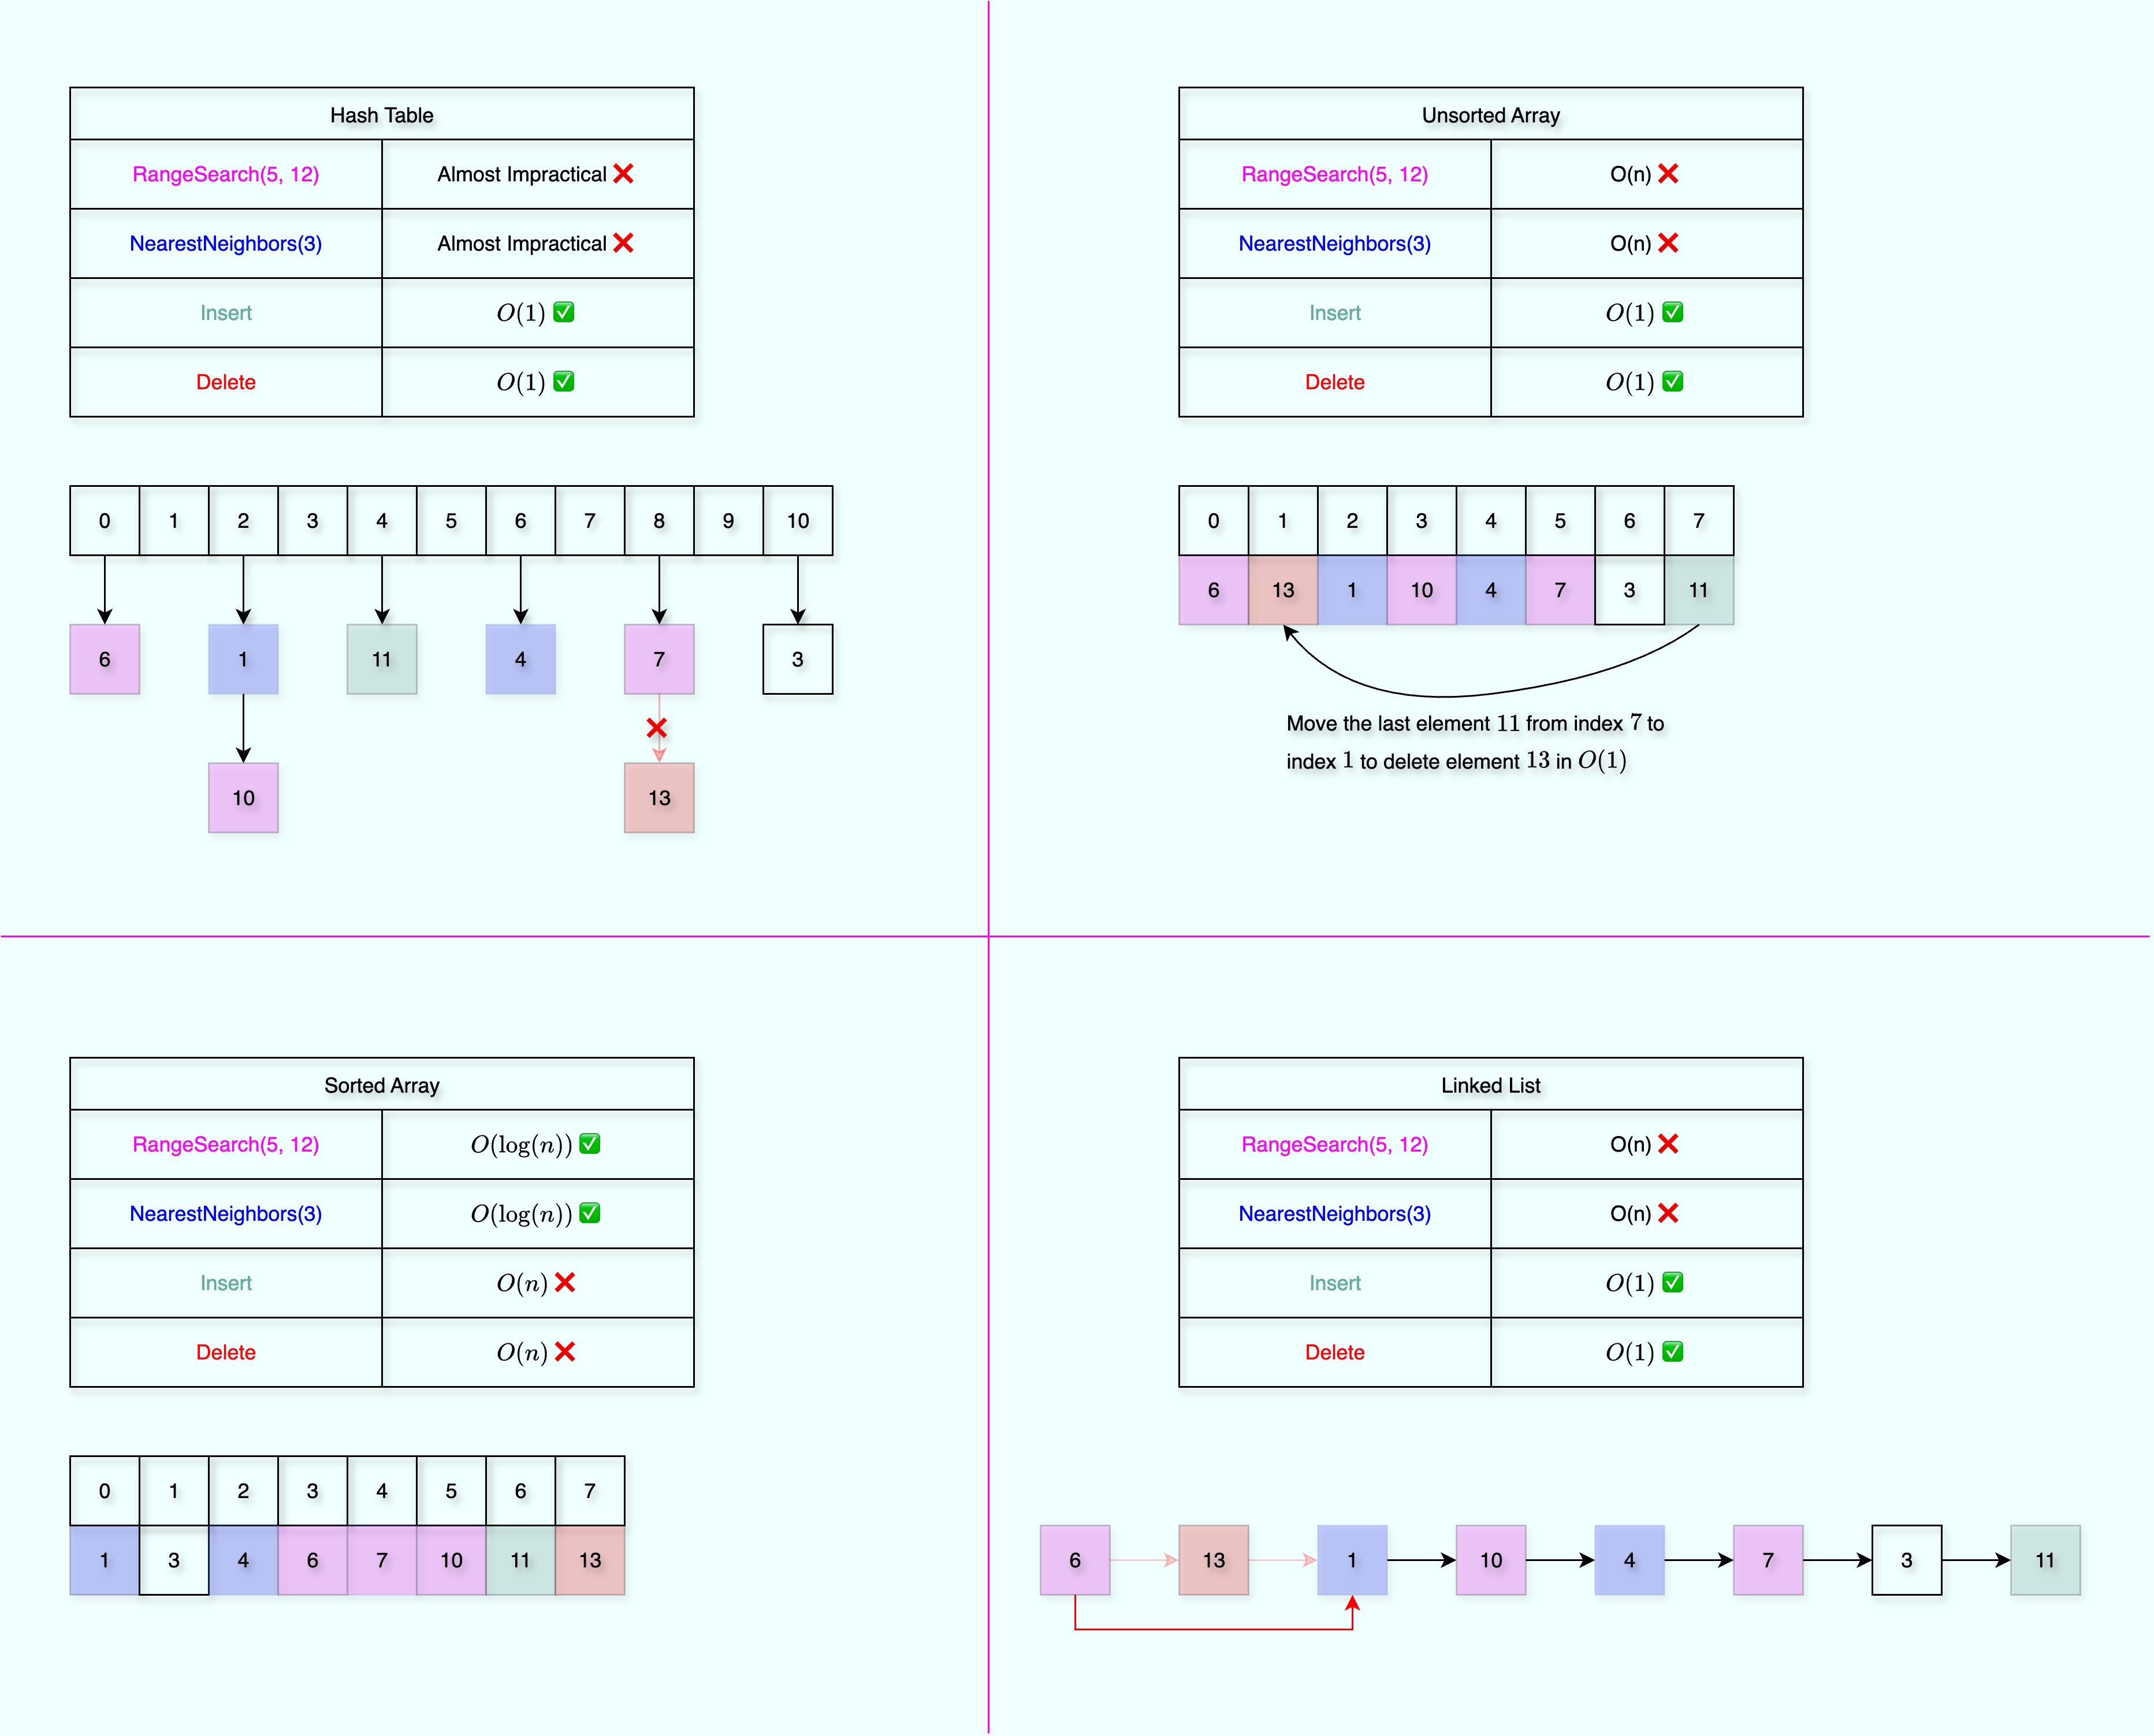 Hash Table
RangeSearch(5, 12) Almost Impractical ❌
NearestNeighbors(3) Almost Impractical ❌
Insert O(1) ✅
Delete O(1) ✅
0 1 2 3 4 5 6 7 8 9 10
6 1 11 4 7 3
❌
10 13
Unsorted Array
RangeSearch(5, 12) O(n) ❌
NearestNeighbors(3) O(n) ❌
Insert O(1) ✅
Delete O(1) ✅
0 1 2 3 4 5 6 7
6 13 1 10 4 7 3 11
Move the last element 11 from index 7 to
index 1 to delete element 13 in O(1)
Sorted Array
RangeSearch(5, 12) O(log(n)) ✅
NearestNeighbors(3) O(log(n)) ✅
Insert O(n) ❌
Delete O(n) ❌
0 1 2 3 4 5 6 7
1 3 4 6 7 10 11 13
Linked List
RangeSearch(5, 12) O(n) ❌
NearestNeighbors(3) O(n) ❌
Insert O(1) ✅
Delete O(1) ✅
6 13 1 10 4 7 3 11